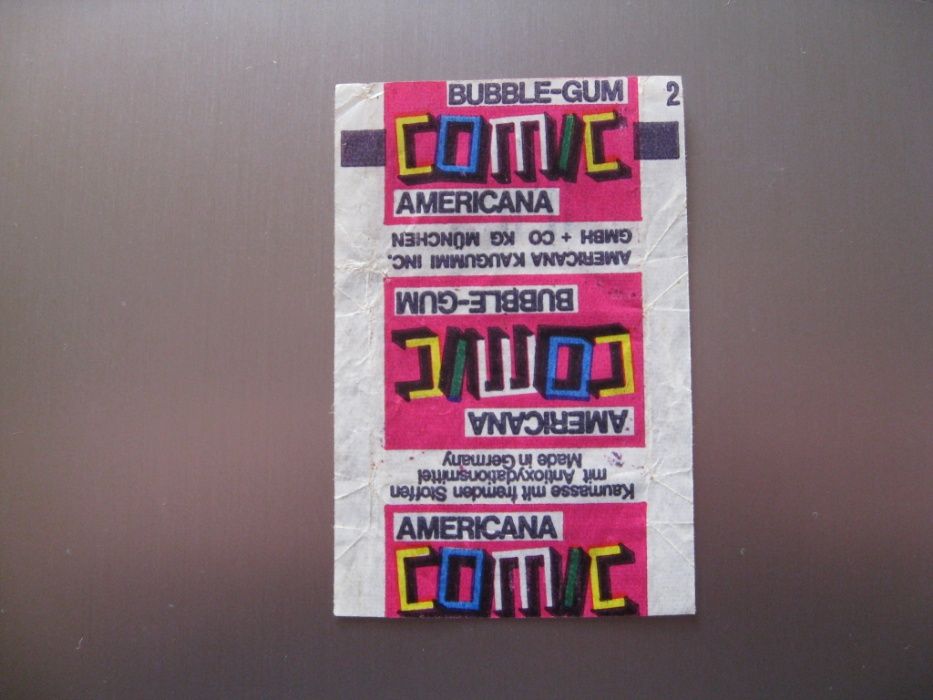 BUBBLE-GUM
2
COMIC
AMERICANA
AMERICANA KAUGUMMI INC.
GMBH + CO KG MÜNCHEN
AMERICANA
COMIC
BUBBLE-GUM
Kaumasse mit fremden Stoffen
mit Antioxydationsmittel
Made in Germany
AMERICANA
COMIC